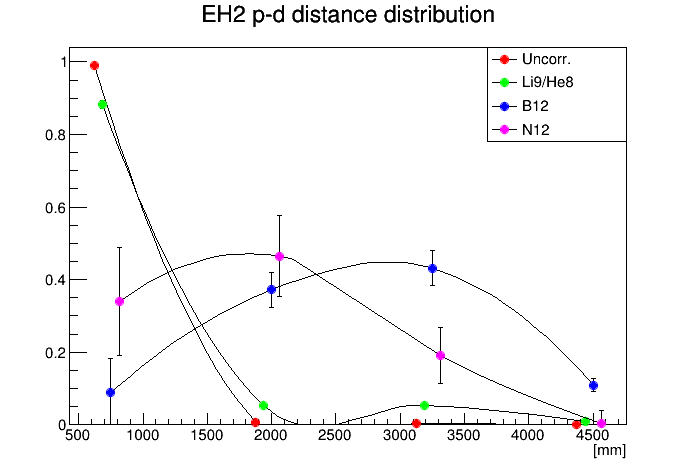 EH2 p-d distance distribution
Uncorr.
Li9/He8
B12
N12
1
0.8
0.6
0.4
0.2
0
500 1000 1500 2000 2500 3000 3500 4000 4500
[mm]